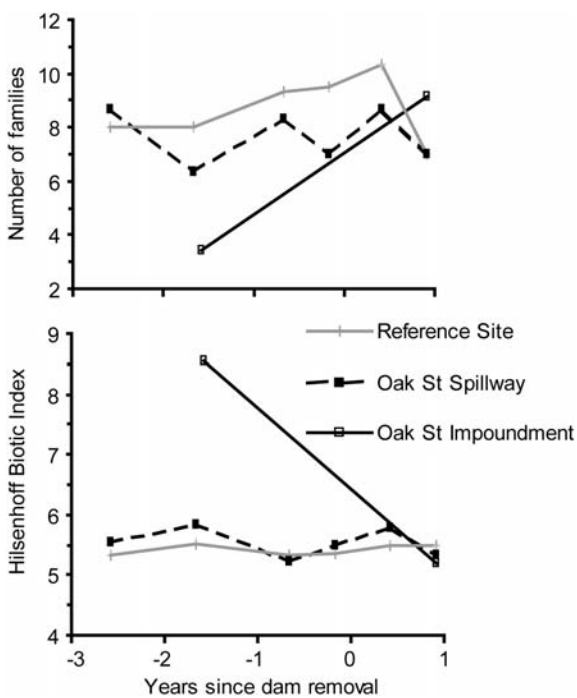 Number of families
12
10
8
6
4
2
Hilsenhoff Biotic Index
9
8
7
6
5
4
Reference Site
Oak St Spillway
Oak St Impoundment
-3 -2 -1 0 1
Years since dam removal